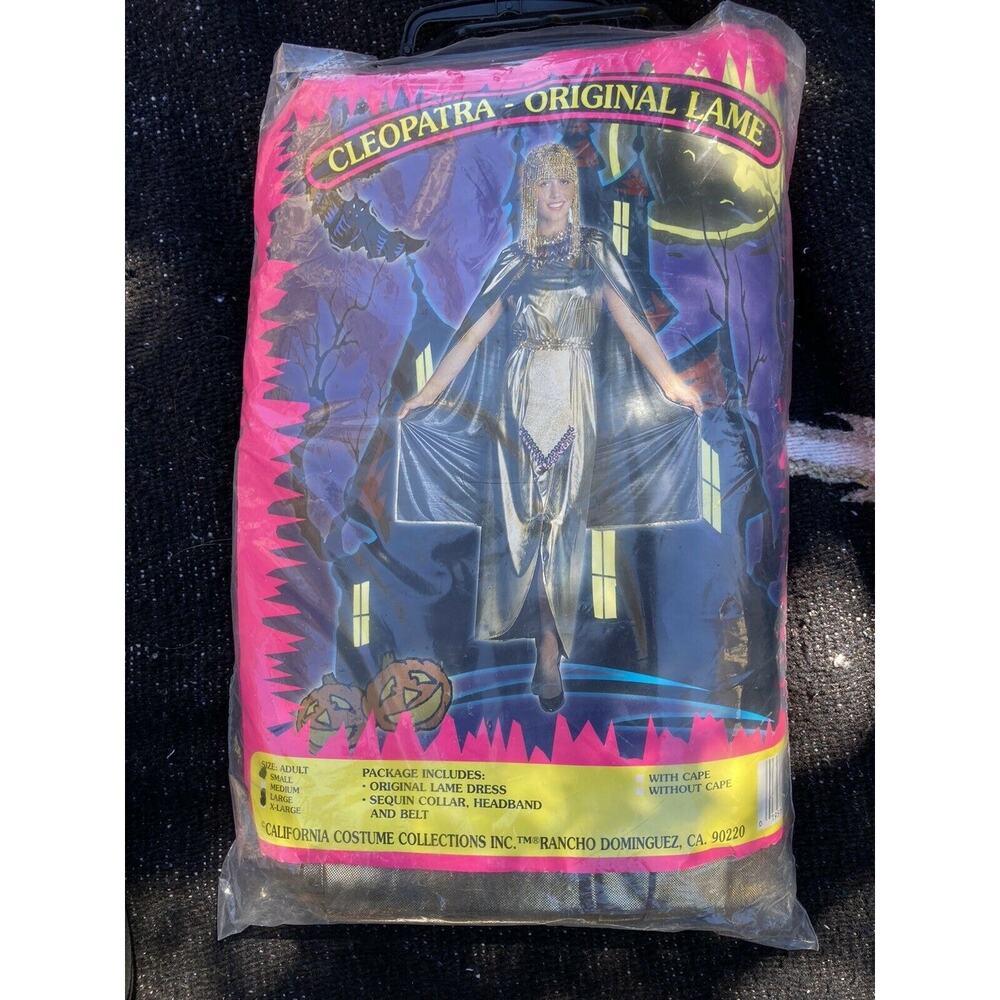 CLEOPATRA - ORIGINAL LAME
SIZE: ADULT
SMALL
MEDIUM
LARGE
X-LARGE
PACKAGE INCLUDES:
• ORIGINAL LAME DRESS
• SEQUIN COLLAR, HEADBAND
AND BELT
WITH CAPE
WITHOUT CAPE
©CALIFORNIA COSTUME COLLECTIONS INC.™® RANCHO DOMINGUEZ, CA. 90220